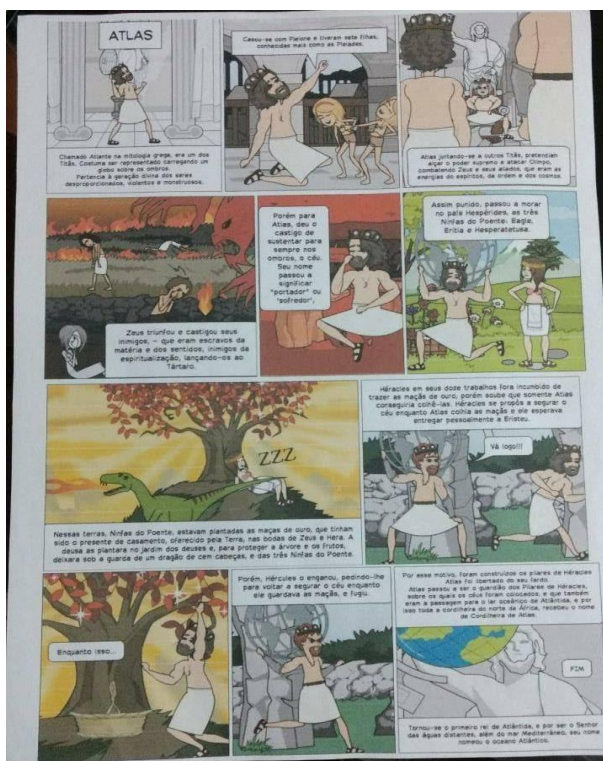 ATLAS
Chamado Atlante na mitologia grega, era um dos
Titãs. Costuma ser representado carregando um
globo sobre os ombros.
Pertencia à geração divina dos seres
desproporcionados, violentos e monstruosos.
Casou-se com Pleione e tiveram sete filhas,
conhecidas mais como as Pleiades.
Atlas juntando-se a outros Titãs, pretendiam
alçar o poder supremo e atacar Olimpo,
combatendo Zeus e seus aliados, que eram as
energias do espíritos, da ordem e dos cosmos.
Zeus triunfou e castigou seus
inimigos, - que eram escravos da
matéria e dos sentidos, inimigos da
espiritualização, lançando-os ao
Tártaro.
Porém para
Atlas, deu o
castigo de
sustentar para
sempre nos
ombros, o céu.
Seu nome
passou a
significar
"portador" ou
'sofredor',
Assim punido, passou a morar
no país Hespérides, as três
Ninfas do Poente: Eagle,
Erítia e Hesperatetusa.
Nessas terras, Ninfas do Poente, estavam plantadas as maças de ouro, que tinham
sido o presente de casamento, oferecido pela Terra, nas bodas de Zeus e Hera. A
deusa as plantara no jardim dos deuses e, para proteger a árvore e os frutos,
deixara sob a guarda de um dragão de cem cabeças, e das três Ninfas do Poente.
ZZZ
Héracles em seus doze trabalhos fora incumbido de
trazer as maçãs de ouro, porém soube que somente Atlas
conseguiria colhê-las. Héracles se propôs a segurar o
céu enquanto Atlas colhia as maçãs e ele esperava
entregar pessoalmente a Eristeu.
Vá logo!!!
Enquanto isso...
Porém, Hércules o enganou, pedindo-lhe
para voltar a segurar o céu enquanto
ele guardava as maçãs, e fugiu.
Por esse motivo, foram construídos os pilares de Héracles
Atlas foi libertado do seu fardo.
Atlas passou a ser o guardião dos Pilares de Héracles,
sobre os quais os céus foram colocados, e que também
eram a passagem para o lar oceânico de Atlântida, e por
isso toda a cordilheira do norte da África, recebeu o nome
de Cordilheira de Atlas.
FIM
Tornou-se o primeiro rei de Atlântida, e por ser o Senhor
das águas distantes, além do mar Mediterrâneo, seu nome
nomeou o oceano Atlântico.